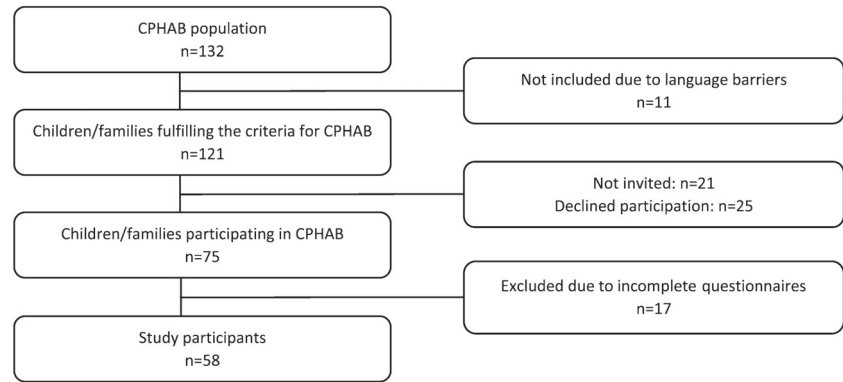 CPHAB population
n=132
Not included due to language barriers
n=11
Children/families fulfilling the criteria for CPHAB
n=121
Not invited: n=21
Declined participation: n=25
Children/families participating in CPHAB
n=75
Excluded due to incomplete questionnaires
n=17
Study participants
n=58